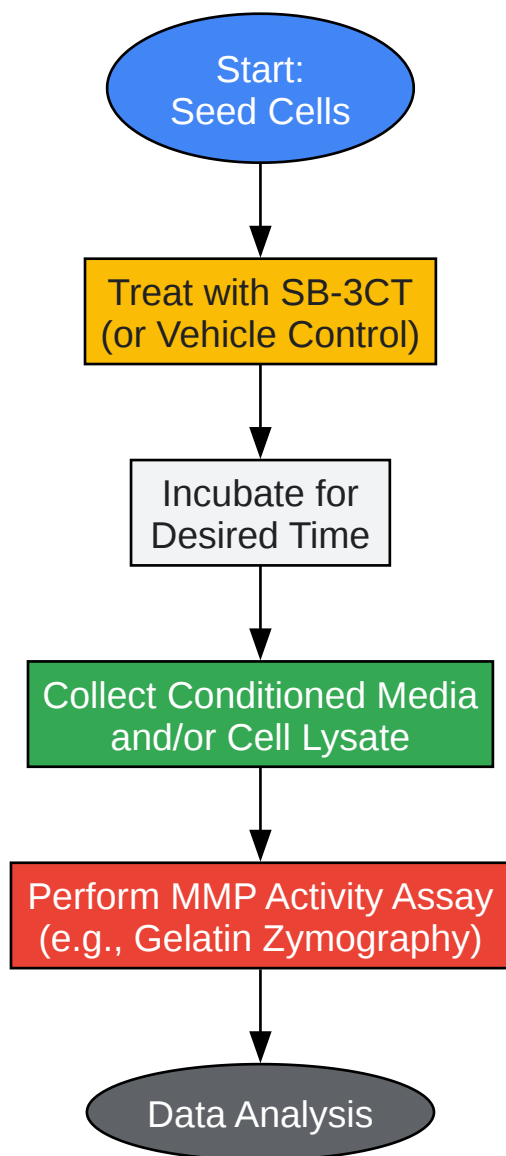 Start:
Seed Cells
Treat with SB-3CT
(or Vehicle Control)
Incubate for
Desired Time
Collect Conditioned Media
and/or Cell Lysate
Perform MMP Activity Assay
(e.g., Gelatin Zymography)
Data Analysis